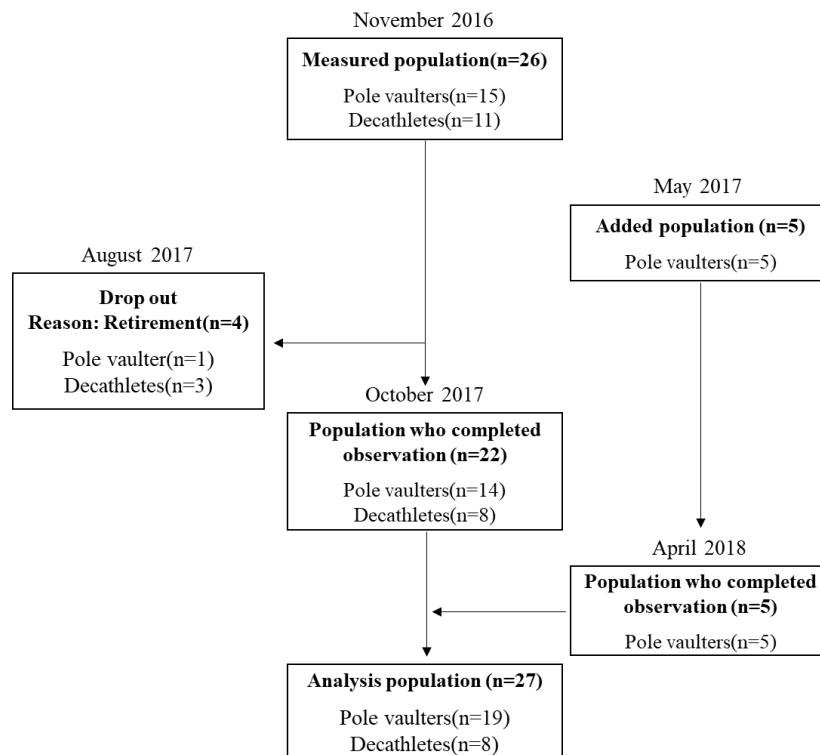 November 2016
Measured population(n=26)
Pole vaulters(n=15)
Decathletes(n=11)
May 2017
Added population (n=5)
Pole vaulters(n=5)
August 2017
Drop out
Reason: Retirement(n=4)
Pole vaulter(n=1)
Decathletes(n=3)
October 2017
Population who completed
observation (n=22)
Pole vaulters(n=14)
Decathletes(n=8)
April 2018
Population who completed
observation (n=5)
Pole vaulters(n=5)
Analysis population (n=27)
Pole vaulters(n=19)
Decathletes(n=8)